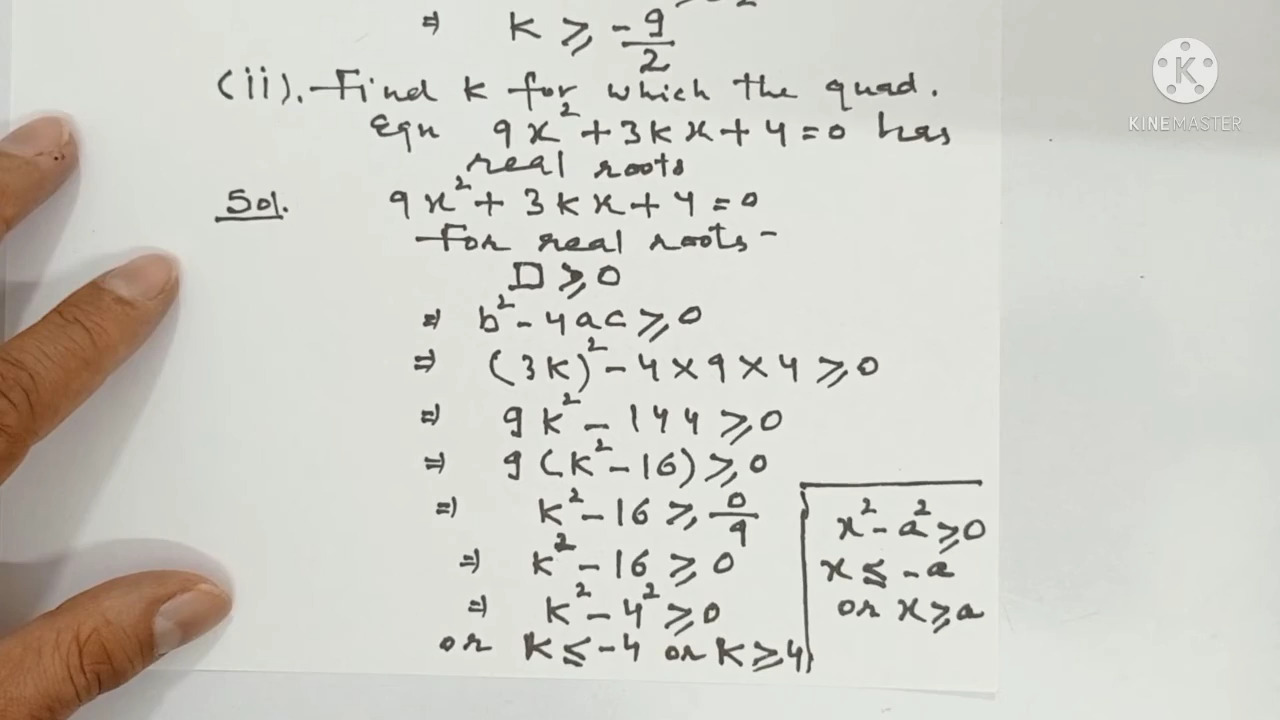 ⇒ K ⩾ -9/2
(ii). Find K for which the quad.
Eqn 9x²+3kx+4=0 has
real roots
Sol. 9x²+3kx+4=0
For real roots-
D⩾0
⇒ b²-4ac⩾0
⇒ (3K)²-4×9×4⩾0
⇒ 9K²-144⩾0
⇒ 9(K²-16)⩾0
⇒ K²-16⩾0/9
⇒ K²-16⩾0
⇒ K²-4²⩾0
or K⩽-4 or K⩾4
x²-a²⩾0
x⩽-a
or x⩾a
K
KINEMASTER